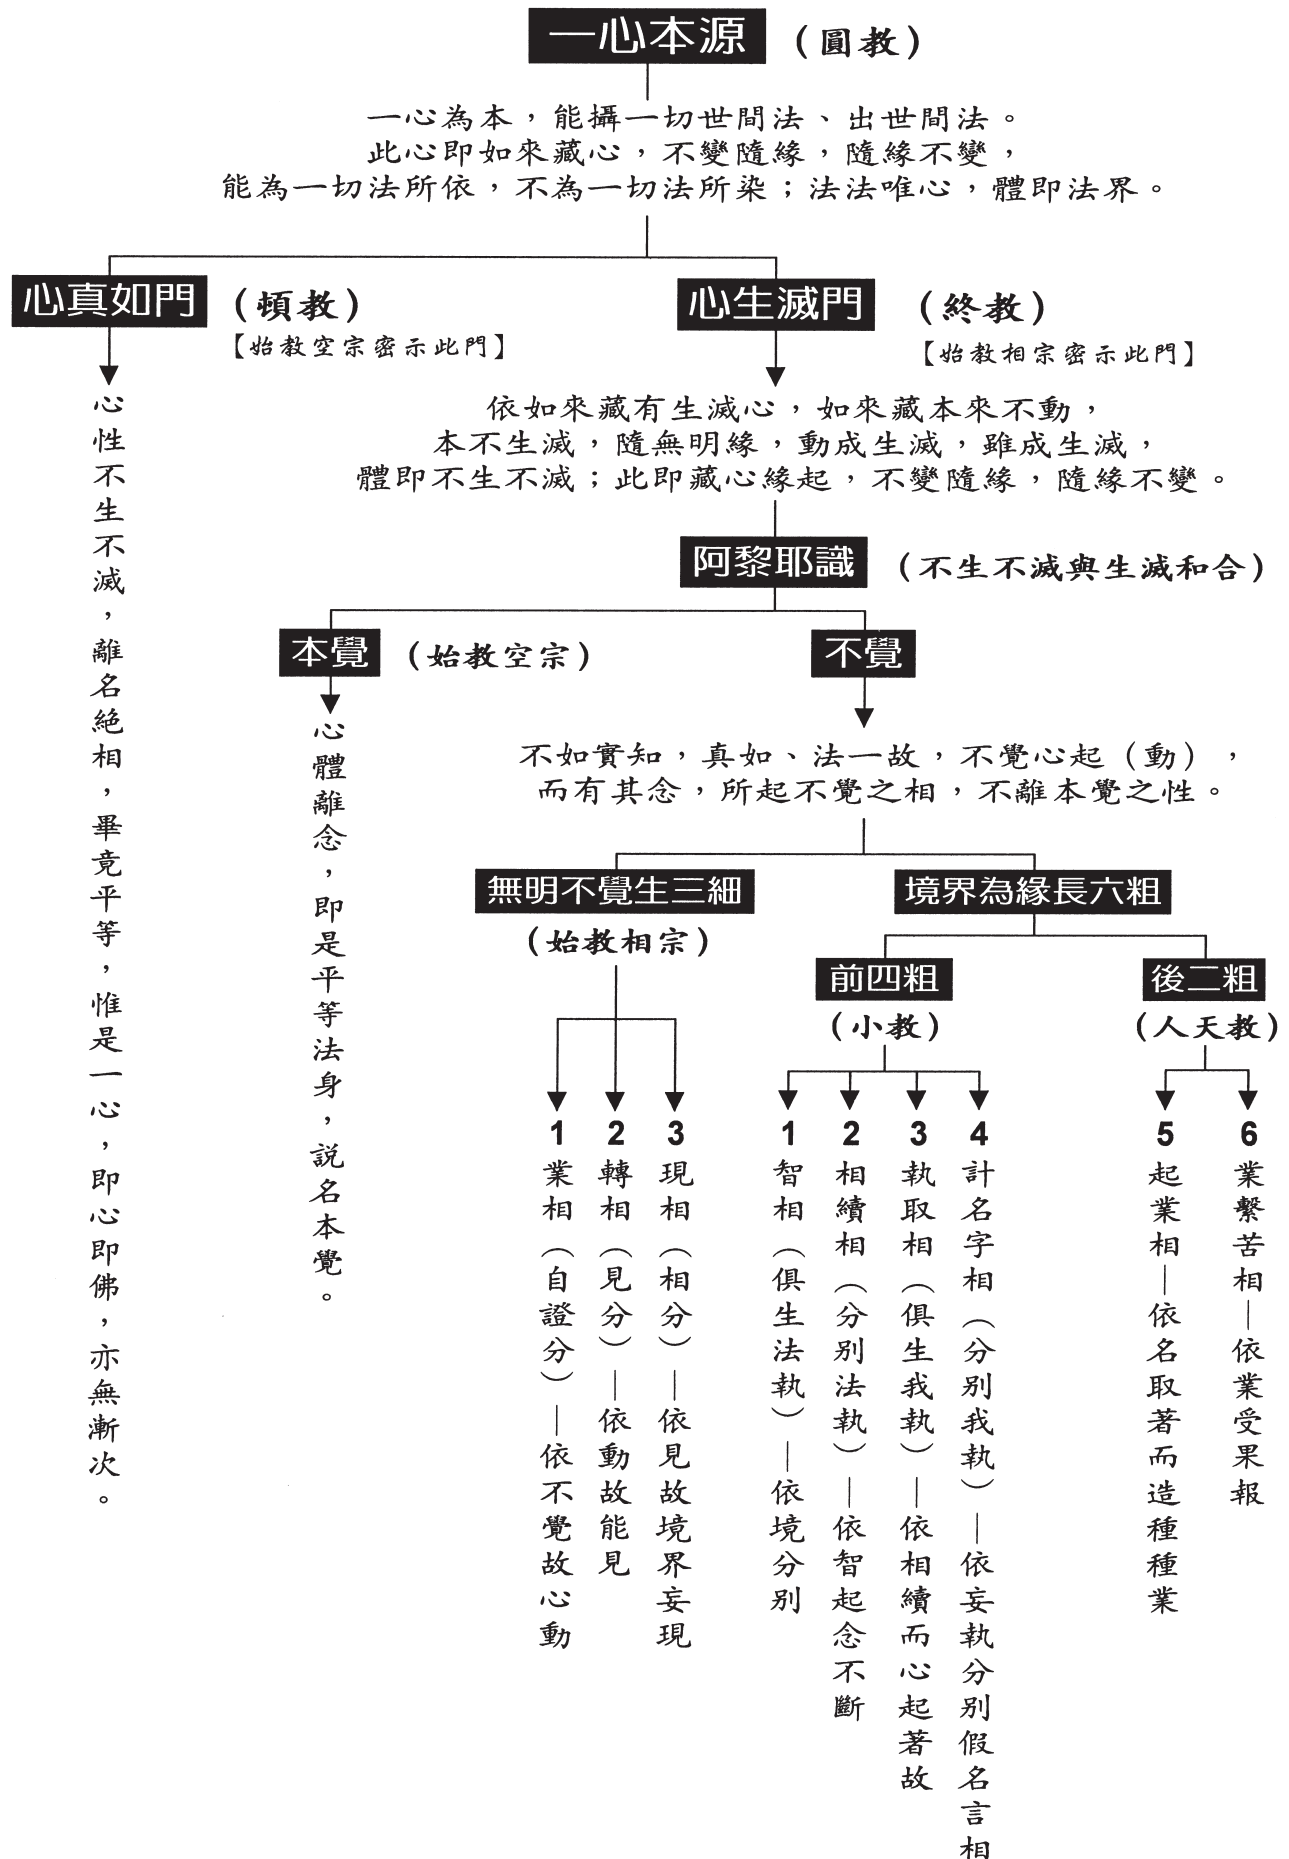 一心本源（圓教）
一心為本，能攝一切世間法、出世間法。
此心即如來藏心，不變隨緣，隨緣不變，
能為一切法所依，不為一切法所染；法法唯心，體即法界。
心真如門（頓教）
【始教空宗密示此門】
心性不生不滅，離名絶相，畢竟平等，惟是一心，即心即佛，亦無漸次。
心生滅門（終教）
【始教相宗密示此門】
依如來藏有生滅心，如來藏本來不動，
本不生滅，隨無明緣，動成生滅，雖成生滅，
體即不生不滅；此即藏心緣起，不變隨緣，隨緣不變。
阿黎耶識（不生不滅與生滅和合）
本覺（始教空宗）
心體離念，即是平等法身，説名本覺。
不覺
不如實知，真如、法一故，不覺心起（動），
而有其念，所起不覺之相，不離本覺之性。
無明不覺生三細
（始教相宗）
1業相（自證分）—依不覺故心動
2轉相（見分）—依動故能見
3現相（相分）—依見故境界妄現
境界為緣長六粗
前四粗
（小教）
1智相（俱生法執）—依境分別
2相續相（分別法執）—依智起念不斷
3執取相（俱生我執）—依相續而心起著故
4計名字相（分別我執）—依妄執分別假名言相
後二粗
（人天教）
5起業相—依名取著而造種種業
6業繫苦相—依業受果報